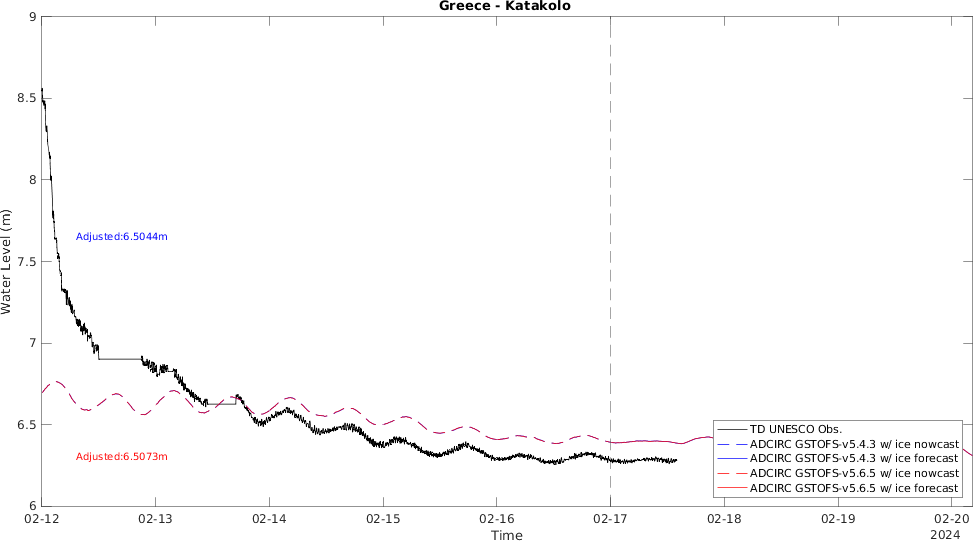 Greece - Katakolo
9
8.5
8
7.5
7
6.5
6
Water Level (m)
Adjusted:6.5044m
Adjusted:6.5073m
TD UNESCO Obs.
ADCIRC GSTOFS-v5.4.3 w/ ice nowcast
ADCIRC GSTOFS-v5.4.3 w/ ice forecast
ADCIRC GSTOFS-v5.6.5 w/ ice nowcast
ADCIRC GSTOFS-v5.6.5 w/ ice forecast
02-12 02-13 02-14 02-15 02-16 02-17 02-18 02-19 02-20
Time 2024